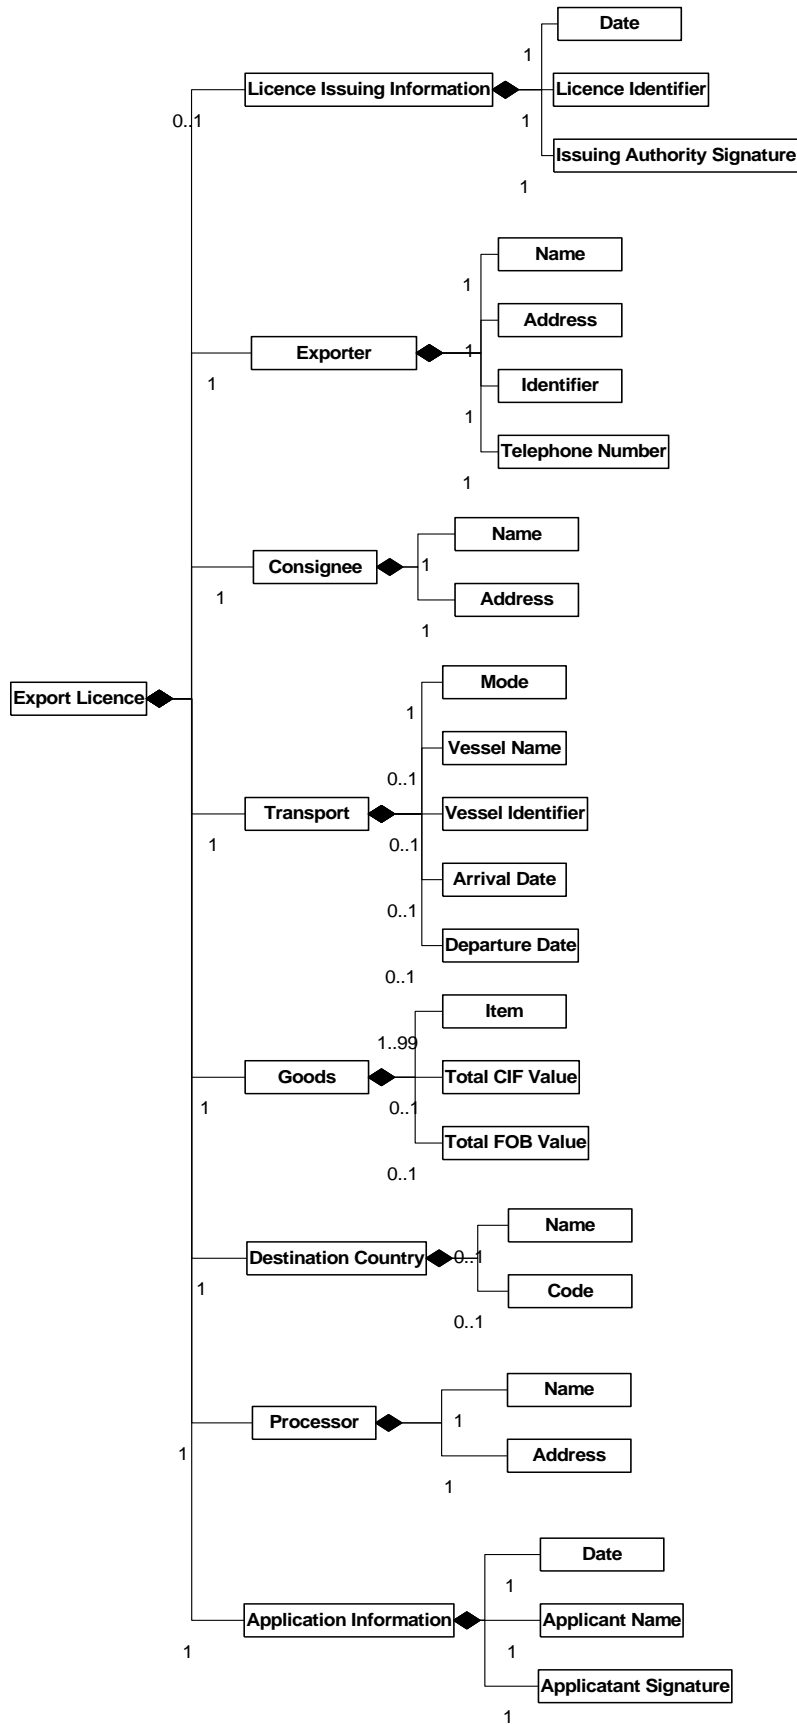 Date
1
Licence Issuing Information
Licence Identifier
0..1
1
Issuing Authority Signature
1
Name
1
Address
Exporter
1
1
Identifier
1
Telephone Number
1
Name
Consignee
1
1
Address
1
Export Licence
Mode
1
Vessel Name
0..1
Transport
Vessel Identifier
1
0..1
Arrival Date
0..1
Departure Date
0..1
Item
1..99
Goods
Total CIF Value
1
0..1
Total FOB Value
0..1
Name
Destination Country
0..1
1
Code
0..1
Name
Processor
1
1
Address
1
Date
1
Application Information
Applicant Name
1
1
Applicatant Signature
1